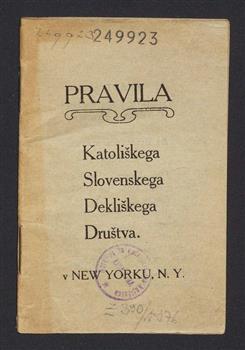 249923
PRAVILA
Katoliškega
Slovenskega
Dekliškega
Društva.
v NEW YORKU, N. Y.